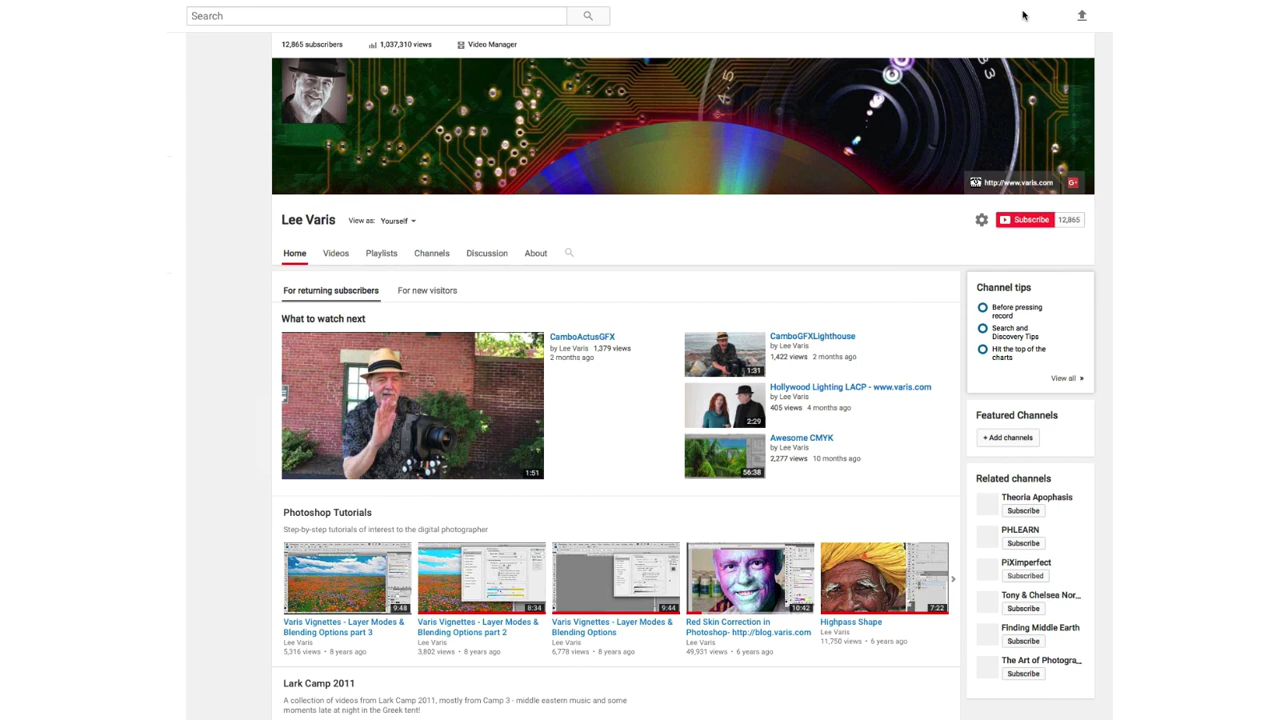 Search
12,865 subscribers 1,037,310 views Video Manager
http://www.varis.com
Lee Varis View as: Yourself Subscribe 12,865
Home Videos Playlists Channels Discussion About
For returning subscribers For new visitors
What to watch next
CamboActusGFX
by Lee Varis 1,379 views
2 months ago
1:51
CamboGFXLighthouse
by Lee Varis
1,422 views 2 months ago
1:31
Hollywood Lighting LACP - www.varis.com
by Lee Varis
405 views 4 months ago
2:29
Awesome CMYK
by Lee Varis
2,277 views 10 months ago
56:38
Channel tips
Before pressing
record
Search and
Discovery Tips
Hit the top of the
charts
View all »
Featured Channels
+ Add channels
Related channels
Theoria Apophasis
Subscribe
PHLEARN
Subscribe
PiXimperfect
Subscribed
Tony & Chelsea Nor...
Subscribe
Finding Middle Earth
Subscribe
The Art of Photogra...
Subscribe
Photoshop Tutorials
Step-by-step tutorials of interest to the digital photographer
9:48 8:34 9:44 10:42 7:22
Varis Vignettes - Layer Modes &
Blending Options part 3
Lee Varis
5,316 views • 8 years ago
Varis Vignettes - Layer Modes &
Blending Options part 2
Lee Varis
3,802 views • 8 years ago
Varis Vignettes - Layer Modes &
Blending Options
Lee Varis
6,778 views • 8 years ago
Red Skin Correction in
Photoshop- http://blog.varis.com
Lee Varis
49,931 views • 6 years ago
Highpass Shape
Lee Varis
11,750 views • 6 years ago
Lark Camp 2011
A collection of videos from Lark Camp 2011, mostly from Camp 3 - middle eastern music and some
moments late at night in the Greek tent!